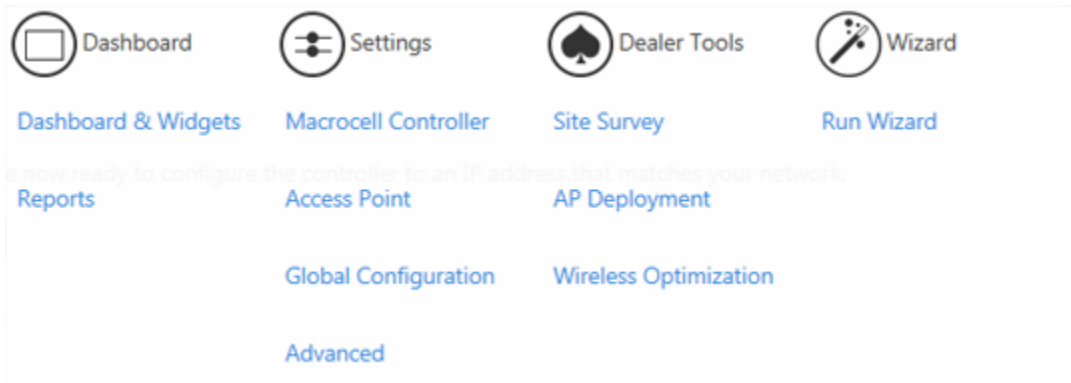 Dashboard Settings Dealer Tools Wizard
Dashboard & Widgets Macrocell Controller Site Survey Run Wizard
e now ready to configure the controller to an IP address that matches your network.
Reports Access Point AP Deployment
Global Configuration Wireless Optimization
Advanced